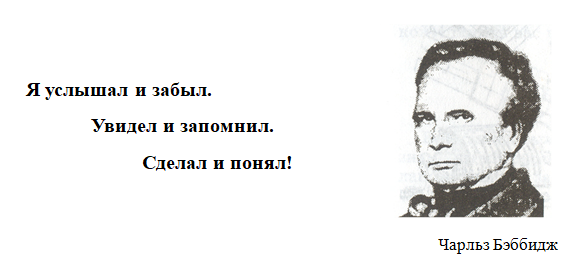 Я услышал и забыл.
Увидел и запомнил.
Сделал и понял!
Чарльз Бэббидж